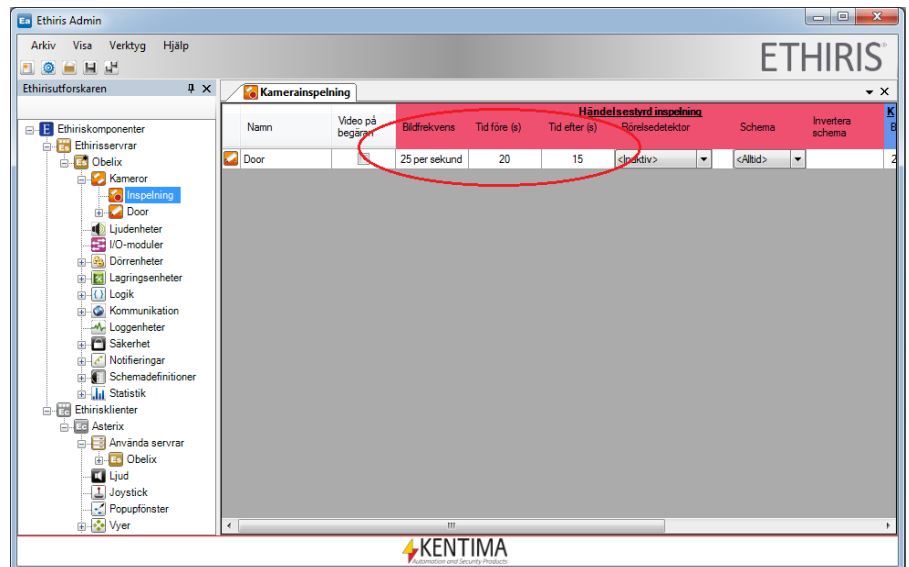 Ethiris Admin
Arkiv Visa Verktyg Hjälp
ETHIRIS
Ethirisutforskaren
Kamerainspelning
Händelsestyrd inspelning K
Namn Video på begäran Bildfrekvens Tid före (s) Tid efter (s) Rörelsedetektor Schema Invertera schema B
Door 25 per sekund 20 15 <Inaktiv> <Alltid> 2
Ethiriskomponenter
Ethirisservrar
Obelix
Kameror
Inspelning
Door
Ljudenheter
I/O-moduler
Dörrenheter
Lagringsenheter
Logik
Kommunikation
Loggenheter
Säkerhet
Notifieringar
Schemadefinitioner
Statistik
Ethirisklienter
Asterix
Använda servrar
Obelix
Ljud
Joystick
Popupfönster
Vyer
KENTIMA
Automation and Security Products